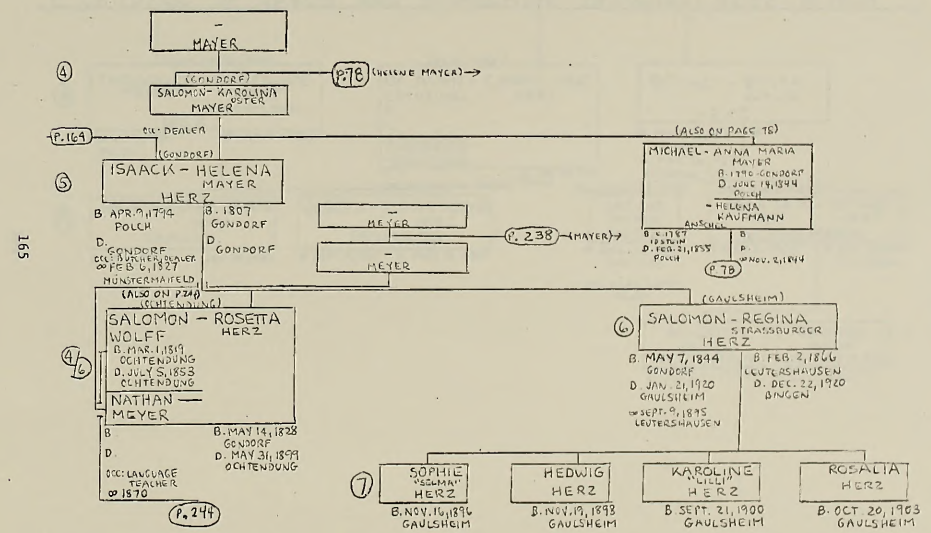 –
MAYER
④
(GONDORF)
P.78 (HELENE MAYER)→
SALOMON - KAROLINA
OSTER
MAYER
P.164
OCC: DEALER
(ALSO ON PAGE 78)
(GONDORF)
⑤
ISAACK - HELENA
MAYER
HERZ
B APR. 9, 1794
POLCH
D.
GONDORF
OCC: BUTCHER, DEALER
∞ FEB 6, 1827
MÜNSTERMAIFELD
B. 1807
GONDORF
D
GONDORF
MICHAEL - ANNA MARIA
MAYER
B. 1790 - GONDORF
D. JUNE 14, 1844
POLCH
- HELENA
KAUFMANN
ANSCHEL
B. c. 1787
IDSTEIN
D. FEB. 21, 1855
POLCH
B
D.
∞ NOV. 2, 1844
P. 78
–
MEYER
P. 238 - (MAYER)→
–
MEYER
165
(ALSO ON P. 244)
(OCHTENDUNG)
4/6
SALOMON - ROSETTA
HERZ
WOLFF
B. MAR. 1, 1819
OCHTENDUNG
D. JULY 5, 1853
OCHTENDUNG
NATHAN —
MEYER
B
D.
OCC: LANGUAGE
TEACHER
∞ 1870
B. MAY 14, 1828
GONDORF
D. MAY 31, 1899
OCHTENDUNG
P. 244
(GAULSHEIM)
⑥
SALOMON - REGINA
STRASSBURGER
HERZ
B. MAY 7, 1844
GONDORF
D. JAN. 21, 1920
GAULSHEIM
∞ SEPT. 9, 1895
LEUTERSHAUSEN
B. FEB. 2, 1866
LEUTERSHAUSEN
D. DEC. 22, 1920
BINGEN
⑦
SOPHIE
"SELMA"
HERZ
B. NOV. 16, 1896
GAULSHEIM
HEDWIG
HERZ
B. NOV. 19, 1898
GAULSHEIM
KAROLINE
"LILLI"
HERZ
B. SEPT. 21, 1900
GAULSHEIM
ROSALIA
HERZ
B. OCT. 20, 1903
GAULSHEIM